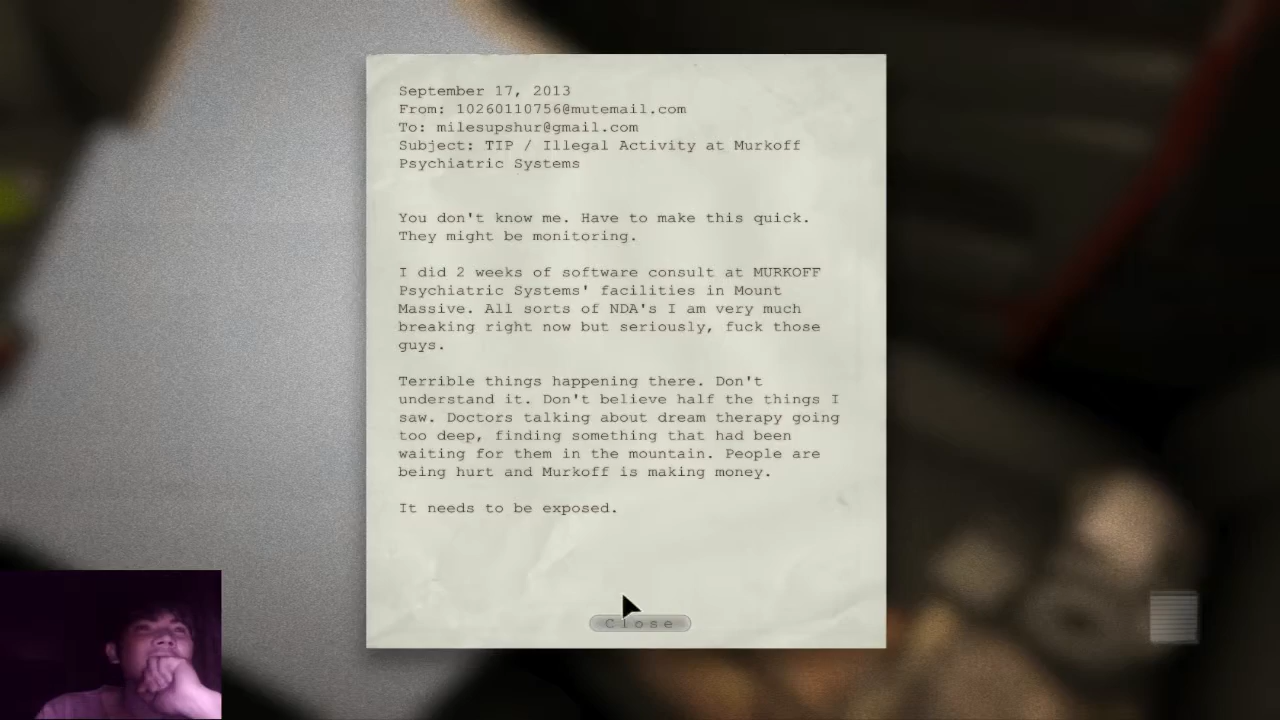 September 17, 2013
From: 10260110756@mutemail.com
To: milesupshur@gmail.com
Subject: TIP / Illegal Activity at Murkoff
Psychiatric Systems
You don't know me. Have to make this quick.
They might be monitoring.
I did 2 weeks of software consult at MURKOFF
Psychiatric Systems' facilities in Mount
Massive. All sorts of NDA's I am very much
breaking right now but seriously, fuck those
guys.
Terrible things happening there. Don't
understand it. Don't believe half the things I
saw. Doctors talking about dream therapy going
too deep, finding something that had been
waiting for them in the mountain. People are
being hurt and Murkoff is making money.
It needs to be exposed.
Close